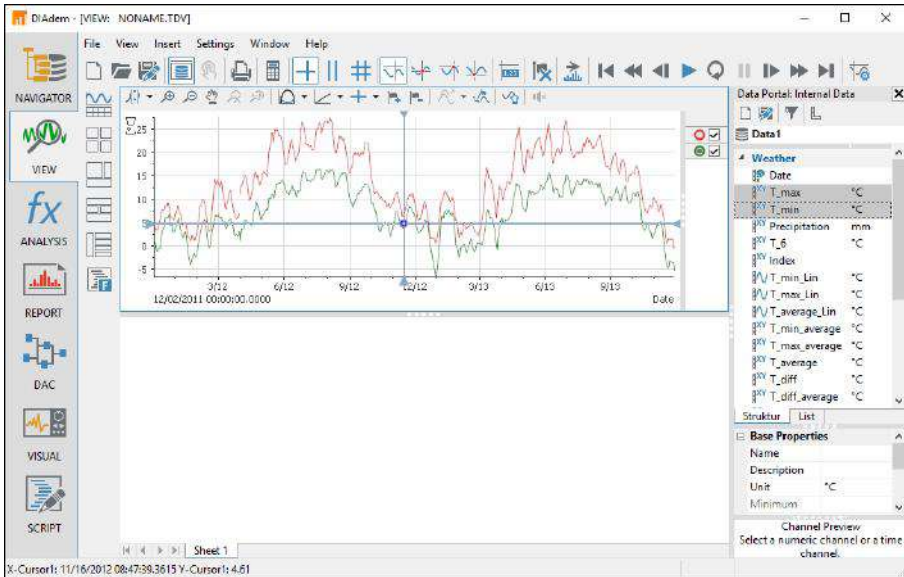 DIAdem - [VIEW: NONAME.TDV]
File View Insert Settings Window Help
NAVIGATOR
VIEW
ANALYSIS
REPORT
DAC
VISUAL
SCRIPT
25
20
15
10
5
0
-5
3/12 6/12 9/12 12/12 3/13 6/13 9/13
12/02/2011 00:00:00.0000 Date
Sheet 1
Data Portal: Internal Data
Data1
Weather
Date
T_max °C
T_min °C
Precipitation mm
T_6 °C
Index
T_min_Lin °C
T_max_Lin °C
T_average_Lin °C
T_min_average °C
T_max_average °C
T_average °C
T_diff °C
T_diff_average °C
Struktur List
Base Properties
Name
Description
Unit °C
Minimum
Channel Preview
Select a numeric channel or a time
channel.
X-Cursor1: 11/16/2012 08:47:39.3615 Y-Cursor1: 4.61